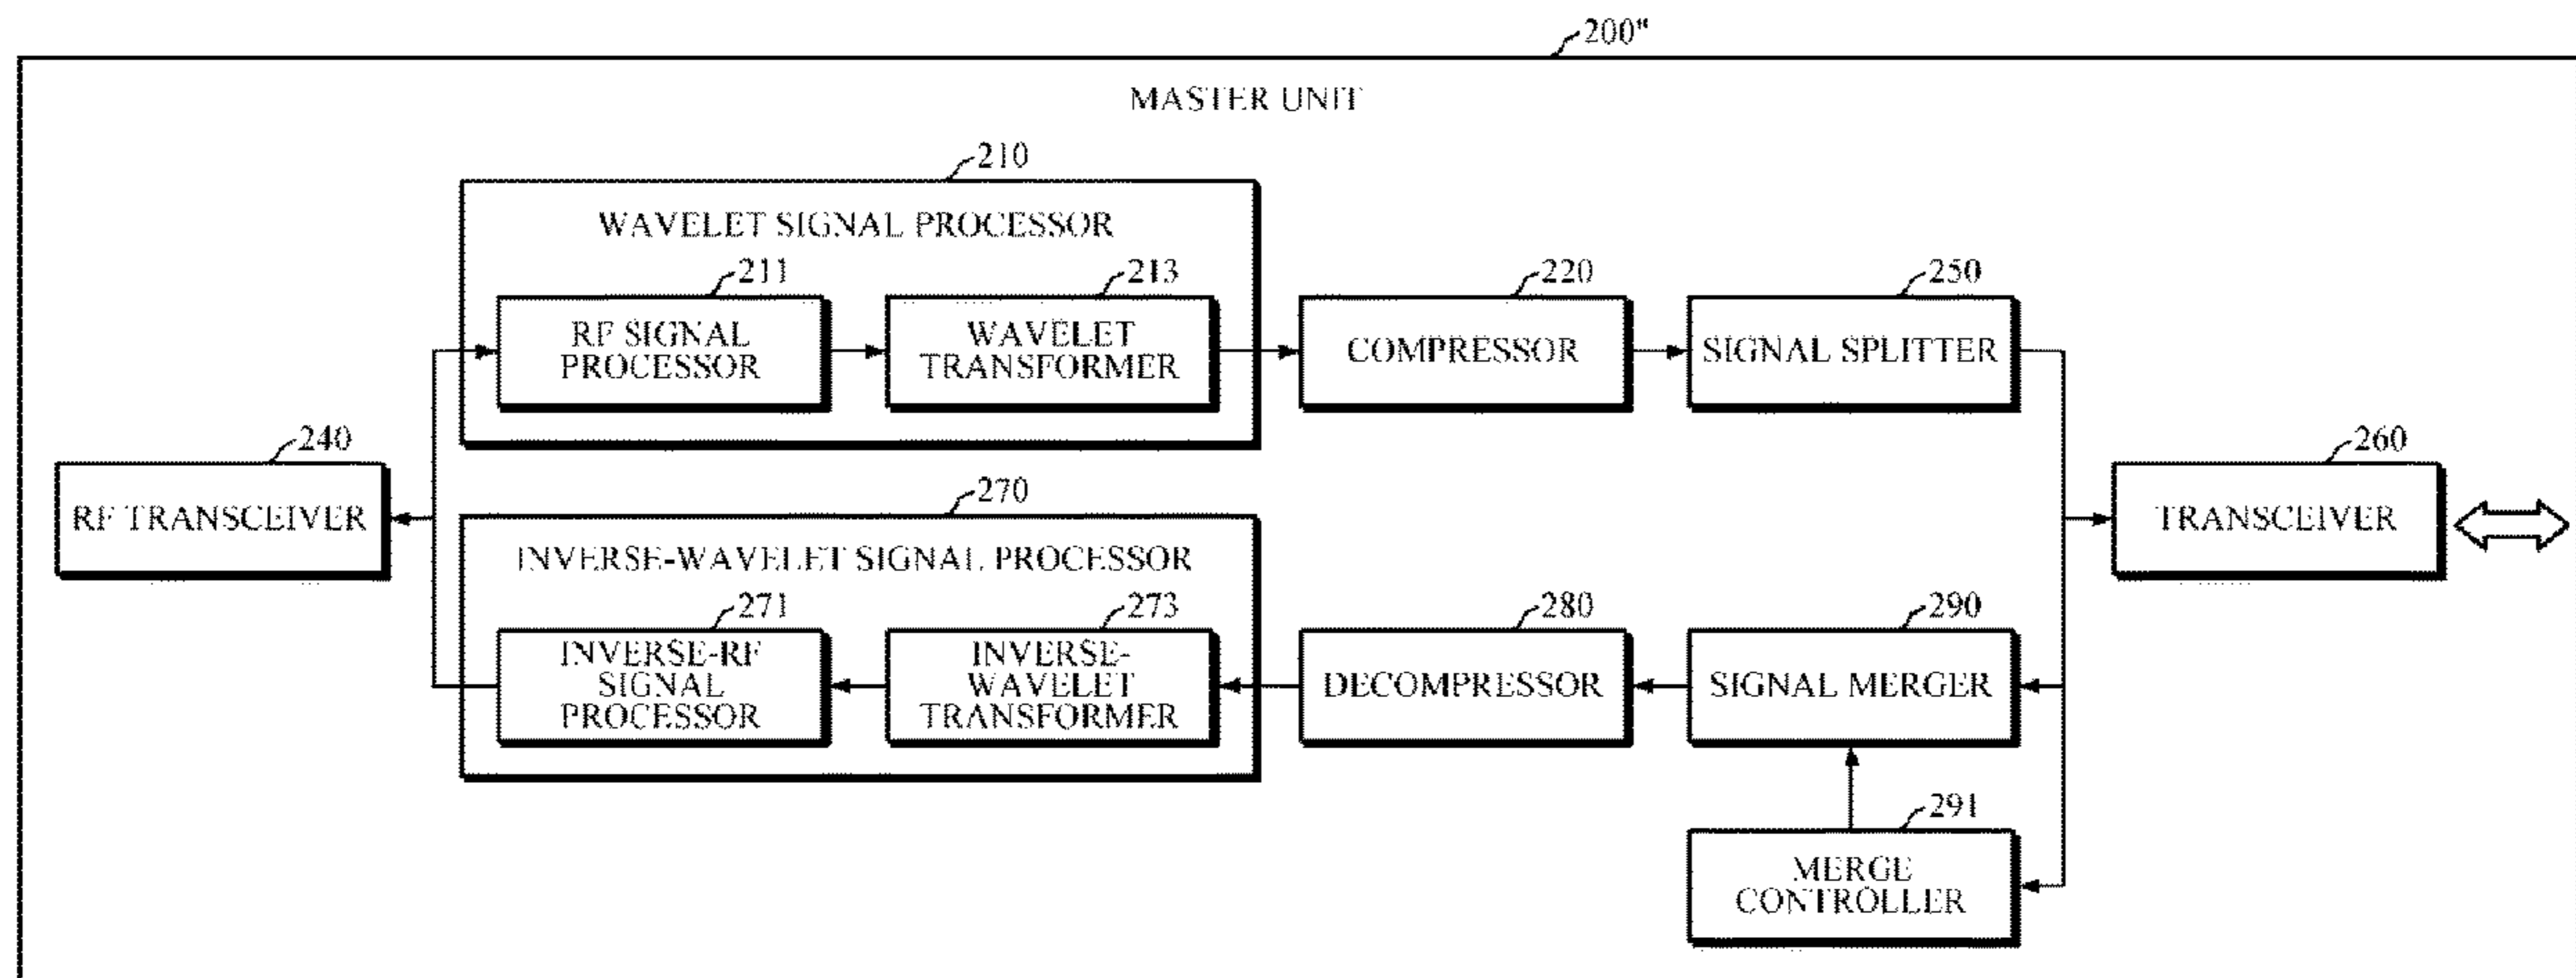 200"
MASTER UNIT
210
WAVELET SIGNAL PROCESSOR
211
213
220
250
RF SIGNAL
PROCESSOR
WAVELET
TRANSFORMER
COMPRESSOR
SIGNAL SPLITTER
240
RF TRANSCEIVER
260
TRANSCEIVER
270
INVERSE-WAVELET SIGNAL PROCESSOR
271
273
280
290
INVERSE-RF
SIGNAL
PROCESSOR
INVERSE-
WAVELET
TRANSFORMER
DECOMPRESSOR
SIGNAL MERGER
291
MERGE
CONTROLLER